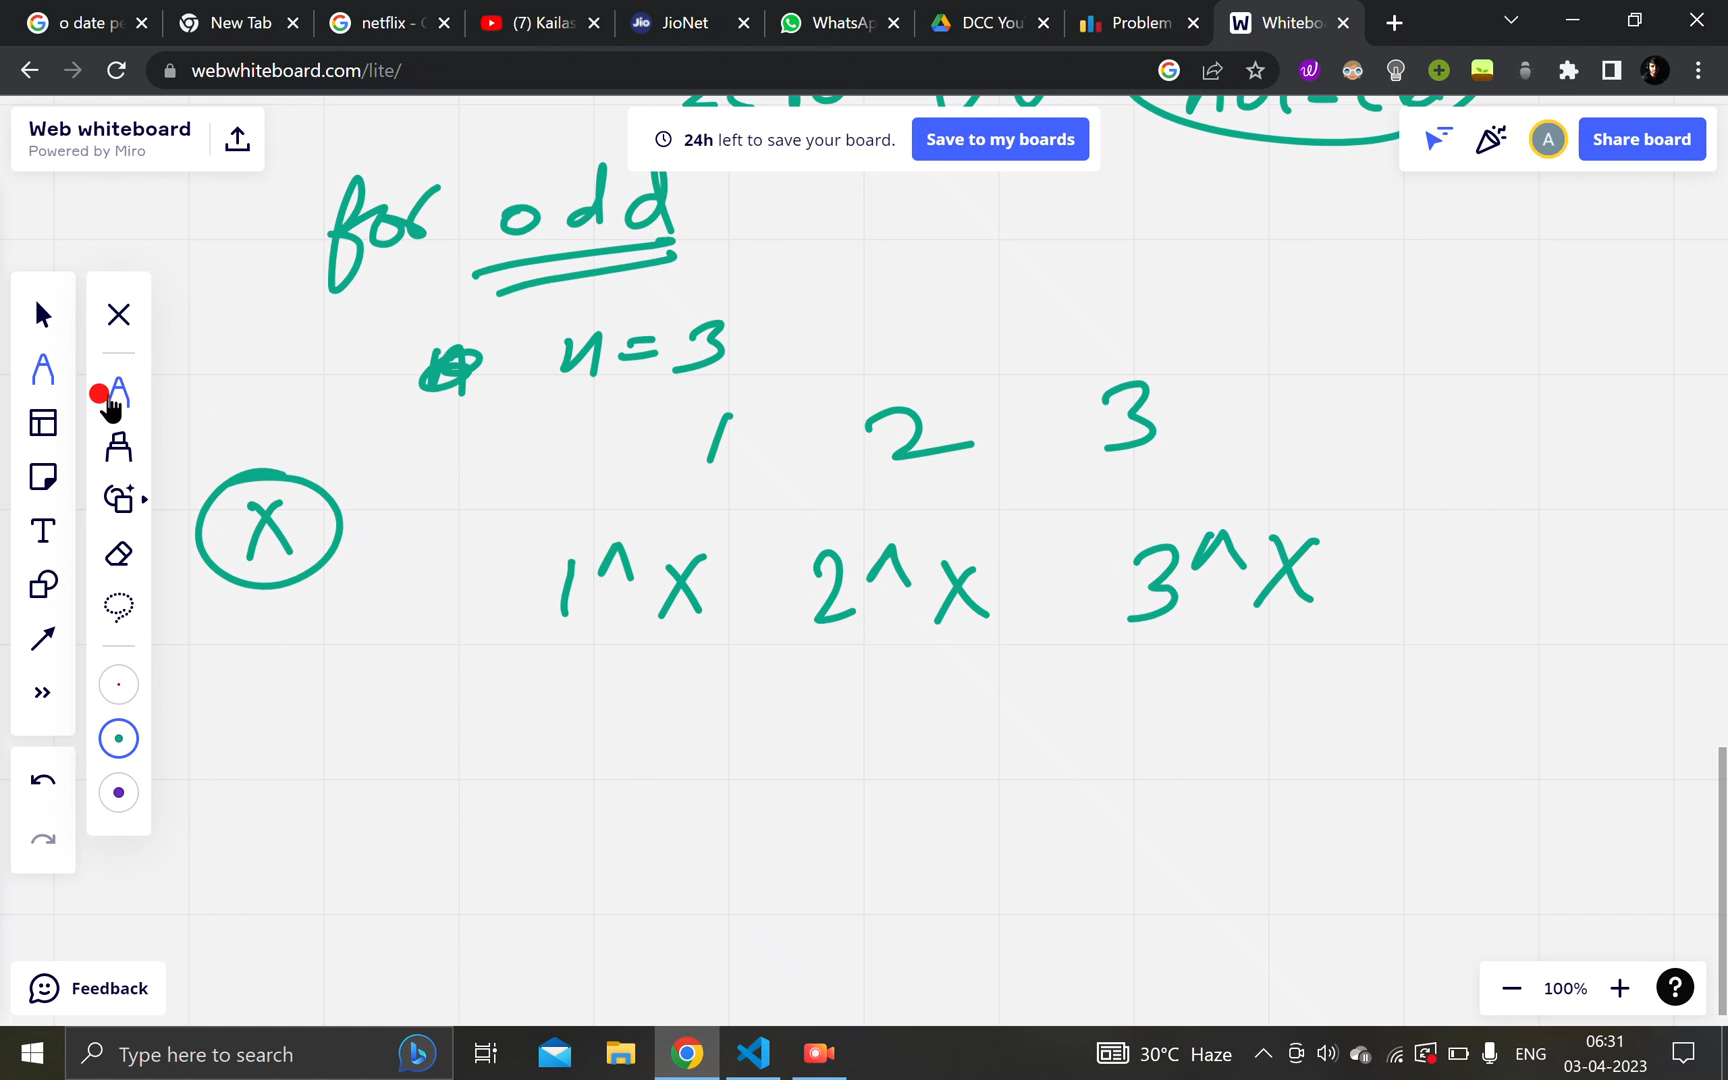 o date p
New Tab
netflix - G
(7) Kailas
Jio
JioNet
WhatsAp
DCC You
Problem
W
Whitebo
webwhiteboard.com/lite/
Web whiteboard
Powered by Miro
24h left to save your board.
Save to my boards
A
Share board
for odd
n = 3
1 2 3
X
1^X 2^X 3^X
T
Feedback
100%
?
Type here to search
30°C Haze
ENG
06:31
03-04-2023